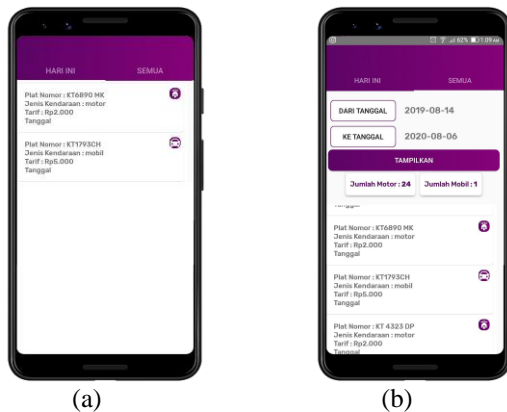 HARI INI SEMUA
Plat Nomor : KT6890 MK
Jenis Kendaraan : motor
Tarif : Rp2.000
Tanggal
Plat Nomor : KT1793CH
Jenis Kendaraan : mobil
Tarif : Rp5.000
Tanggal
(a)
82% 1.09 AM
HARI INI SEMUA
DARI TANGGAL 2019-08-14
KE TANGGAL 2020-08-06
TAMPILKAN
Jumlah Motor : 24 Jumlah Mobil : 1
Plat Nomor : KT6890 MK
Jenis Kendaraan : motor
Tarif : Rp2.000
Tanggal
Plat Nomor : KT1793CH
Jenis Kendaraan : mobil
Tarif : Rp5.000
Tanggal
Plat Nomor : KT 4323 DP
Jenis Kendaraan : motor
Tarif : Rp2.000
Tanggal
(b)